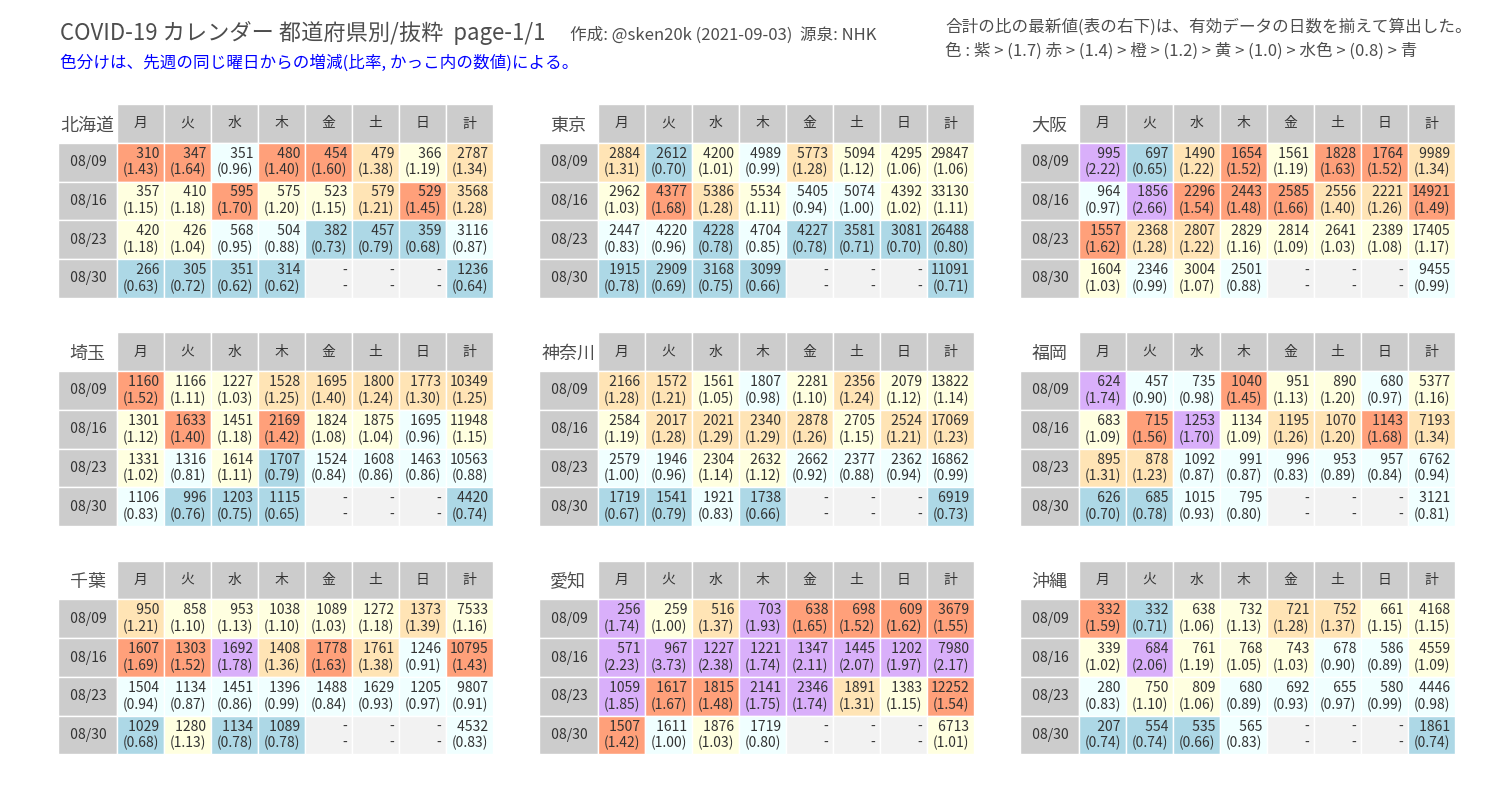 COVID-19 カレンダー 都道府県別/抜粋 page-1/1 作成: @sken20k (2021-09-03) 源泉: NHK
色分けは、先週の同じ曜日からの増減(比率, かっこ内の数値)による。
合計の比の最新値(表の右下)は、有効データの日数を揃えて算出した。
色 : 紫 > (1.7) 赤 > (1.4) > 橙 > (1.2) > 黄 > (1.0) > 水色 > (0.8) > 青
北海道 月 火 水 木 金 土 日 計
08/09 310 347 351 480 454 479 366 2787
(1.43) (1.64) (0.96) (1.40) (1.60) (1.38) (1.19) (1.34)
08/16 357 410 595 575 523 579 529 3568
(1.15) (1.18) (1.70) (1.20) (1.15) (1.21) (1.45) (1.28)
08/23 420 426 568 504 382 457 359 3116
(1.18) (1.04) (0.95) (0.88) (0.73) (0.79) (0.68) (0.87)
08/30 266 305 351 314 - - - 1236
(0.63) (0.72) (0.62) (0.62) - - - (0.64)
東京 月 火 水 木 金 土 日 計
08/09 2884 2612 4200 4989 5773 5094 4295 29847
(1.31) (0.70) (1.01) (0.99) (1.28) (1.12) (1.06) (1.06)
08/16 2962 4377 5386 5534 5405 5074 4392 33130
(1.03) (1.68) (1.28) (1.11) (0.94) (1.00) (1.02) (1.11)
08/23 2447 4220 4228 4704 4227 3581 3081 26488
(0.83) (0.96) (0.78) (0.85) (0.78) (0.71) (0.70) (0.80)
08/30 1915 2909 3168 3099 - - - 11091
(0.78) (0.69) (0.75) (0.66) - - - (0.71)
大阪 月 火 水 木 金 土 日 計
08/09 995 697 1490 1654 1561 1828 1764 9989
(2.22) (0.65) (1.22) (1.52) (1.19) (1.63) (1.52) (1.34)
08/16 964 1856 2296 2443 2585 2556 2221 14921
(0.97) (2.66) (1.54) (1.48) (1.66) (1.40) (1.26) (1.49)
08/23 1557 2368 2807 2829 2814 2641 2389 17405
(1.62) (1.28) (1.22) (1.16) (1.09) (1.03) (1.08) (1.17)
08/30 1604 2346 3004 2501 - - - 9455
(1.03) (0.99) (1.07) (0.88) - - - (0.99)
埼玉 月 火 水 木 金 土 日 計
08/09 1160 1166 1227 1528 1695 1800 1773 10349
(1.52) (1.11) (1.03) (1.25) (1.40) (1.24) (1.30) (1.25)
08/16 1301 1633 1451 2169 1824 1875 1695 11948
(1.12) (1.40) (1.18) (1.42) (1.08) (1.04) (0.96) (1.15)
08/23 1331 1316 1614 1707 1524 1608 1463 10563
(1.02) (0.81) (1.11) (0.79) (0.84) (0.86) (0.86) (0.88)
08/30 1106 996 1203 1115 - - - 4420
(0.83) (0.76) (0.75) (0.65) - - - (0.74)
神奈川 月 火 水 木 金 土 日 計
08/09 2166 1572 1561 1807 2281 2356 2079 13822
(1.28) (1.21) (1.05) (0.98) (1.10) (1.24) (1.12) (1.14)
08/16 2584 2017 2021 2340 2878 2705 2524 17069
(1.19) (1.28) (1.29) (1.29) (1.26) (1.15) (1.21) (1.23)
08/23 2579 1946 2304 2632 2662 2377 2362 16862
(1.00) (0.96) (1.14) (1.12) (0.92) (0.88) (0.94) (0.99)
08/30 1719 1541 1921 1738 - - - 6919
(0.67) (0.79) (0.83) (0.66) - - - (0.73)
福岡 月 火 水 木 金 土 日 計
08/09 624 457 735 1040 951 890 680 5377
(1.74) (0.90) (0.98) (1.45) (1.13) (1.20) (0.97) (1.16)
08/16 683 715 1253 1134 1195 1070 1143 7193
(1.09) (1.56) (1.70) (1.09) (1.26) (1.20) (1.68) (1.34)
08/23 895 878 1092 991 996 953 957 6762
(1.31) (1.23) (0.87) (0.87) (0.83) (0.89) (0.84) (0.94)
08/30 626 685 1015 795 - - - 3121
(0.70) (0.78) (0.93) (0.80) - - - (0.81)
千葉 月 火 水 木 金 土 日 計
08/09 950 858 953 1038 1089 1272 1373 7533
(1.21) (1.10) (1.13) (1.10) (1.03) (1.18) (1.39) (1.16)
08/16 1607 1303 1692 1408 1778 1761 1246 10795
(1.69) (1.52) (1.78) (1.36) (1.63) (1.38) (0.91) (1.43)
08/23 1504 1134 1451 1396 1488 1629 1205 9807
(0.94) (0.87) (0.86) (0.99) (0.84) (0.93) (0.97) (0.91)
08/30 1029 1280 1134 1089 - - - 4532
(0.68) (1.13) (0.78) (0.78) - - - (0.83)
愛知 月 火 水 木 金 土 日 計
08/09 256 259 516 703 638 698 609 3679
(1.74) (1.00) (1.37) (1.93) (1.65) (1.52) (1.62) (1.55)
08/16 571 967 1227 1221 1347 1445 1202 7980
(2.23) (3.73) (2.38) (1.74) (2.11) (2.07) (1.97) (2.17)
08/23 1059 1617 1815 2141 2346 1891 1383 12252
(1.85) (1.67) (1.48) (1.75) (1.74) (1.31) (1.15) (1.54)
08/30 1507 1611 1876 1719 - - - 6713
(1.42) (1.00) (1.03) (0.80) - - - (1.01)
沖縄 月 火 水 木 金 土 日 計
08/09 332 332 638 732 721 752 661 4168
(1.59) (0.71) (1.06) (1.13) (1.28) (1.37) (1.15) (1.15)
08/16 339 684 761 768 743 678 586 4559
(1.02) (2.06) (1.19) (1.05) (1.03) (0.90) (0.89) (1.09)
08/23 280 750 809 680 692 655 580 4446
(0.83) (1.10) (1.06) (0.89) (0.93) (0.97) (0.99) (0.98)
08/30 207 554 535 565 - - - 1861
(0.74) (0.74) (0.66) (0.83) - - - (0.74)